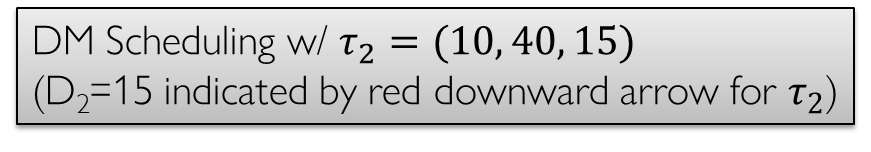 DM Scheduling w/ τ₂ = (10, 40, 15)
(D₂=15 indicated by red downward arrow for τ₂)